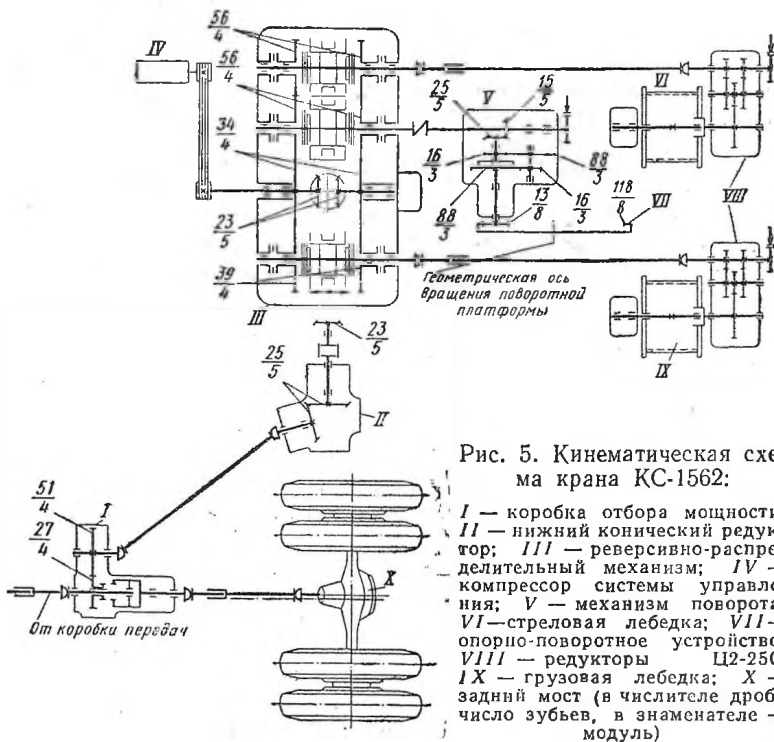 56/4
IV
56/4
34/4
23/5
39/4
III
25/5
V
15/5
16/3
88/3
88/3
13/8
16/3
118/8
VII
VI
VIII
IX
Геометрическая ось
вращения поворотной
платформы
23/5
25/5
II
51/4
I
27/4
От коробки передач
X
Рис. 5. Кинематическая схе
ма крана КС-1562:
I — коробка отбора мощности
II — нижний конический редук
тор; III — реверсивно-распре
делительный механизм; IV -
компрессор системы управле
ния; V — механизм поворота
VI—стреловая лебедка; VII-
опорно-поворотное устройство
VIII — редукторы Ц2-250
IX — грузовая лебедка; X -
задний мост (в числителе дроб
число зубьев, в знаменателе -
модуль)